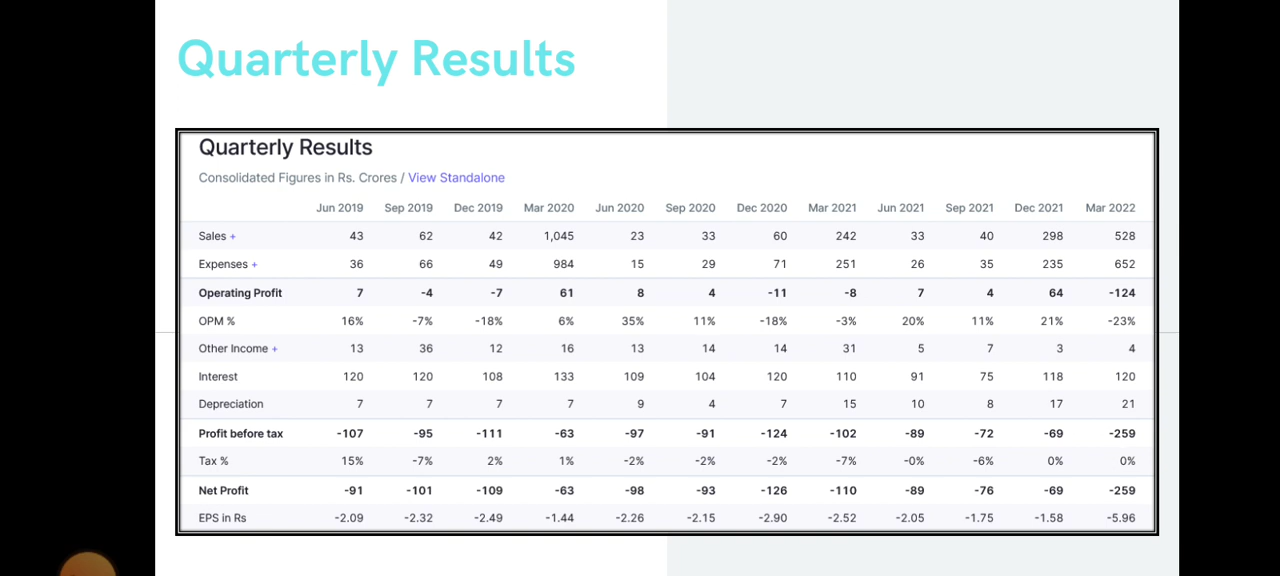 Quarterly Results
Quarterly Results
Consolidated Figures in Rs. Crores / View Standalone
Jun 2019 Sep 2019 Dec 2019 Mar 2020 Jun 2020 Sep 2020 Dec 2020 Mar 2021 Jun 2021 Sep 2021 Dec 2021 Mar 2022
Sales + 43 62 42 1,045 23 33 60 242 33 40 298 528
Expenses + 36 66 49 984 15 29 71 251 26 35 235 652
Operating Profit 7 -4 -7 61 8 4 -11 -8 7 4 64 -124
OPM % 16% -7% -18% 6% 35% 11% -18% -3% 20% 11% 21% -23%
Other Income + 13 36 12 16 13 14 14 31 5 7 3 4
Interest 120 120 108 133 109 104 120 110 91 75 118 120
Depreciation 7 7 7 7 9 4 7 15 10 8 17 21
Profit before tax -107 -95 -111 -63 -97 -91 -124 -102 -89 -72 -69 -259
Tax % 15% -7% 2% 1% -2% -2% -2% -7% -0% -6% 0% 0%
Net Profit -91 -101 -109 -63 -98 -93 -126 -110 -89 -76 -69 -259
EPS in Rs -2.09 -2.32 -2.49 -1.44 -2.26 -2.15 -2.90 -2.52 -2.05 -1.75 -1.58 -5.96